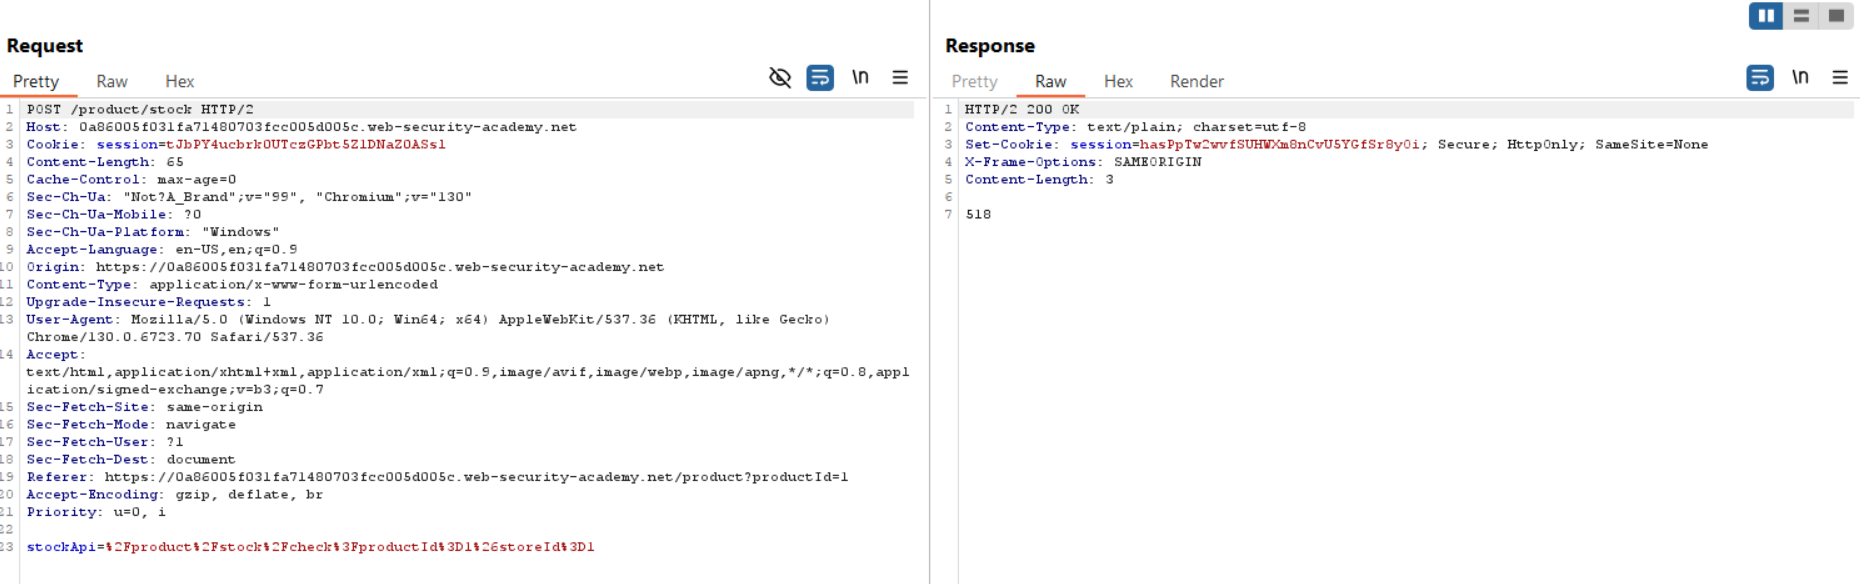 Request
Pretty Raw Hex
\n
1 POST /product/stock HTTP/2
2 Host: 0a86005f031fa71480703fcc005d005c.web-security-academy.net
3 Cookie: session=tJbPY4ucbrk0UTczGPbt5Z1DNaZ0ASs1
4 Content-Length: 65
5 Cache-Control: max-age=0
6 Sec-Ch-Ua: "Not?A_Brand";v="99", "Chromium";v="130"
7 Sec-Ch-Ua-Mobile: ?0
8 Sec-Ch-Ua-Platform: "Windows"
9 Accept-Language: en-US,en;q=0.9
10 Origin: https://0a86005f031fa71480703fcc005d005c.web-security-academy.net
11 Content-Type: application/x-www-form-urlencoded
12 Upgrade-Insecure-Requests: 1
13 User-Agent: Mozilla/5.0 (Windows NT 10.0; Win64; x64) AppleWebKit/537.36 (KHTML, like Gecko)
Chrome/130.0.6723.70 Safari/537.36
14 Accept:
text/html,application/xhtml+xml,application/xml;q=0.9,image/avif,image/webp,image/apng,*/*;q=0.8,appl
ication/signed-exchange;v=b3;q=0.7
15 Sec-Fetch-Site: same-origin
16 Sec-Fetch-Mode: navigate
17 Sec-Fetch-User: ?1
18 Sec-Fetch-Dest: document
19 Referer: https://0a86005f031fa71480703fcc005d005c.web-security-academy.net/product?productId=1
20 Accept-Encoding: gzip, deflate, br
21 Priority: u=0, i
22
23 stockApi=%2Fproduct%2Fstock%2Fcheck%3FproductId%3D1%26storeId%3D1
Response
Pretty Raw Hex Render
\n
1 HTTP/2 200 OK
2 Content-Type: text/plain; charset=utf-8
3 Set-Cookie: session=hasPpTw2wvfSUHWXm8nCvU5YGfSr8y0i; Secure; HttpOnly; SameSite=None
4 X-Frame-Options: SAMEORIGIN
5 Content-Length: 3
6
7 518